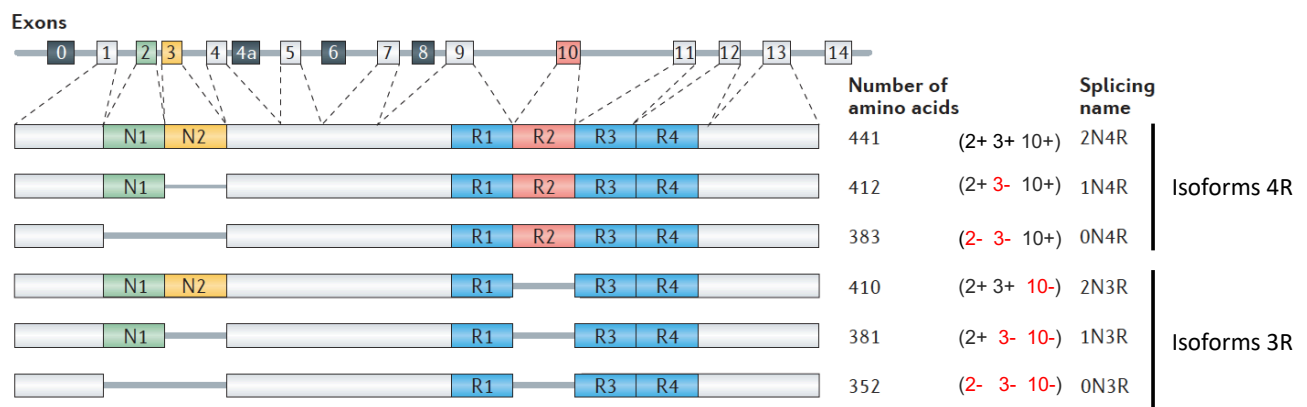 Exons
0 1 2 3 4 4a 5 6 7 8 9 10 11 12 13 14
Number of amino acids
Splicing name
N1 N2 R1 R2 R3 R4 441 (2+ 3+ 10+) 2N4R
N1 R1 R2 R3 R4 412 (2+ 3- 10+) 1N4R
Isoforms 4R
R1 R2 R3 R4 383 (2- 3- 10+) 0N4R
N1 N2 R1 R3 R4 410 (2+ 3+ 10-) 2N3R
N1 R1 R3 R4 381 (2+ 3- 10-) 1N3R
Isoforms 3R
R1 R3 R4 352 (2- 3- 10-) 0N3R